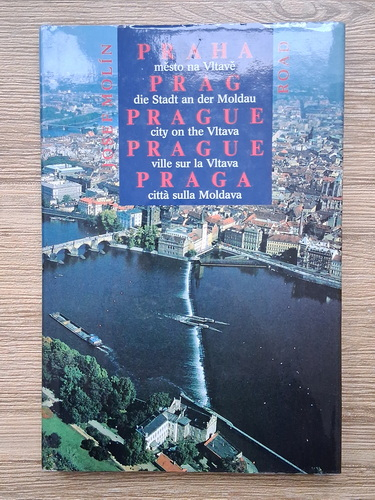 JOSEF MOLÍN
PRAHA
město na Vltavě
PRAG
die Stadt an der Moldau
PRAGUE
city on the Vltava
PRAGUE
ville sur la Vltava
PRAGA
città sulla Moldava
ROAD